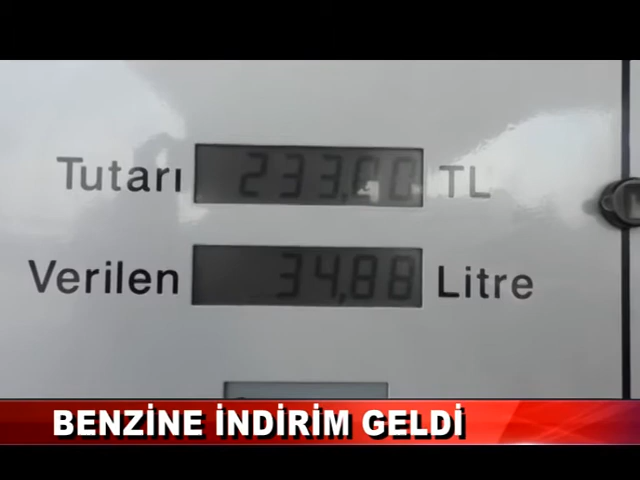 Tutarı 233,00 TL
Verilen 34,88 Litre
BENZİNE İNDİRİM GELDİ